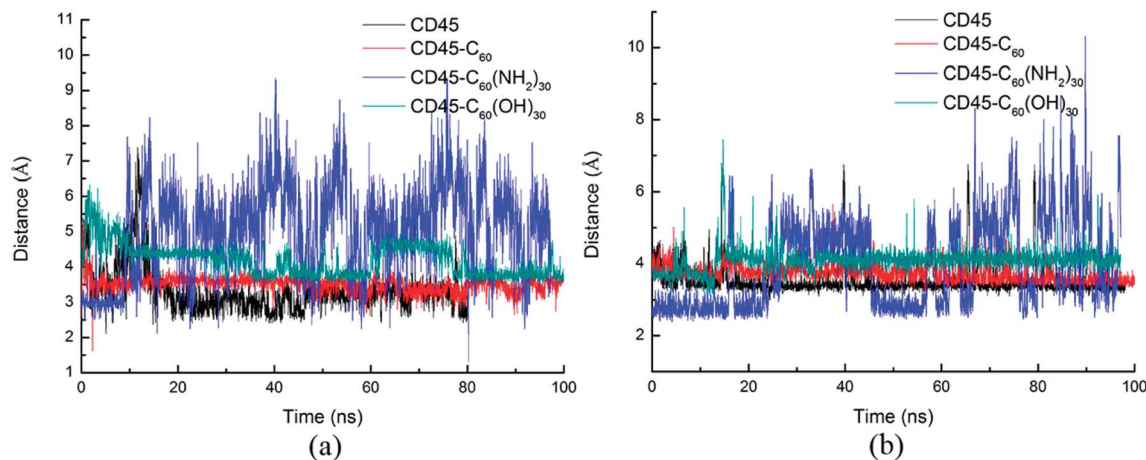 11
10
9
8
7
6
5
4
3
2
1
Distance (Å)
CD45
CD45-C60
CD45-C60(NH2)30
CD45-C60(OH)30
0 20 40 60 80 100
Time (ns)
(a)
10
8
6
4
2
Distance (Å)
CD45
CD45-C60
CD45-C60(NH2)30
CD45-C60(OH)30
0 20 40 60 80 100
Time (ns)
(b)